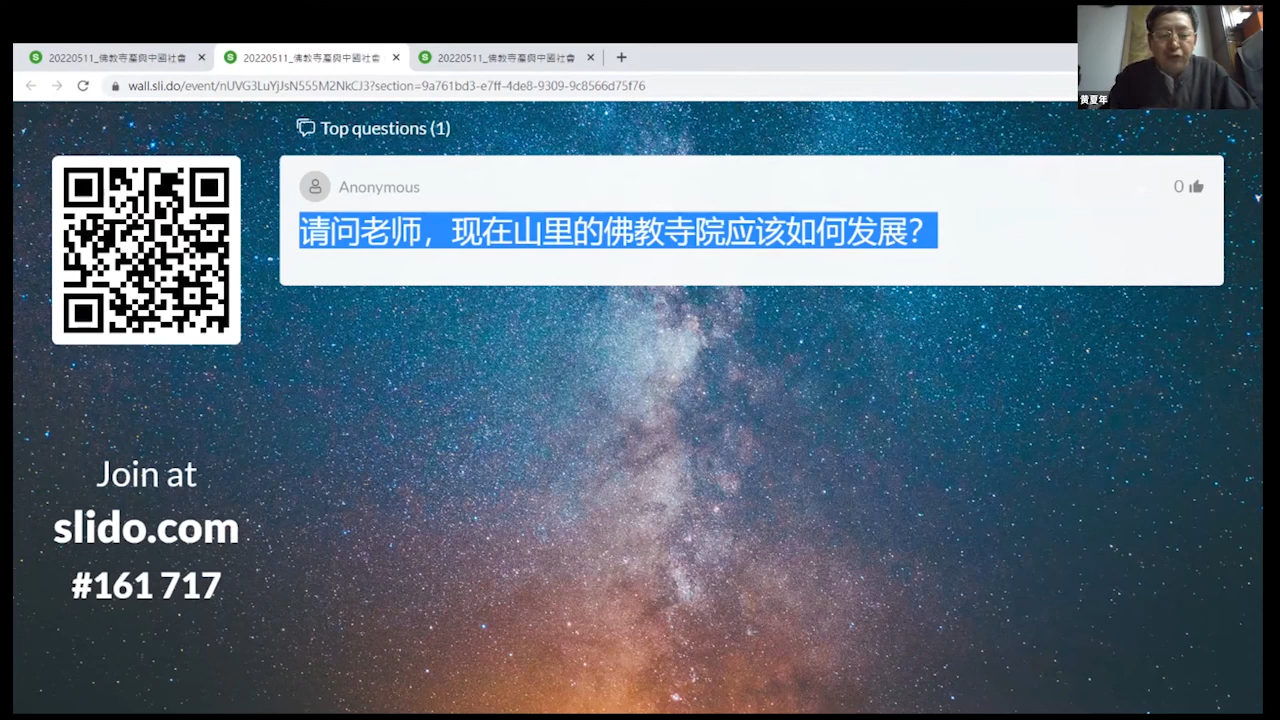 20220511_佛教寺臺與中國社會
20220511_佛教寺臺與中國社會
20220511_佛教寺臺與中國社會
wall.sli.do/event/nUVG3LuYjJsN555M2NkCJ3?section=9a761bd3-e7ff-4de8-9309-9c8566d75f76
黄夏年
Top questions (1)
Anonymous
0
请问老师，现在山里的佛教寺院应该如何发展？
Join at
slido.com
#161 717